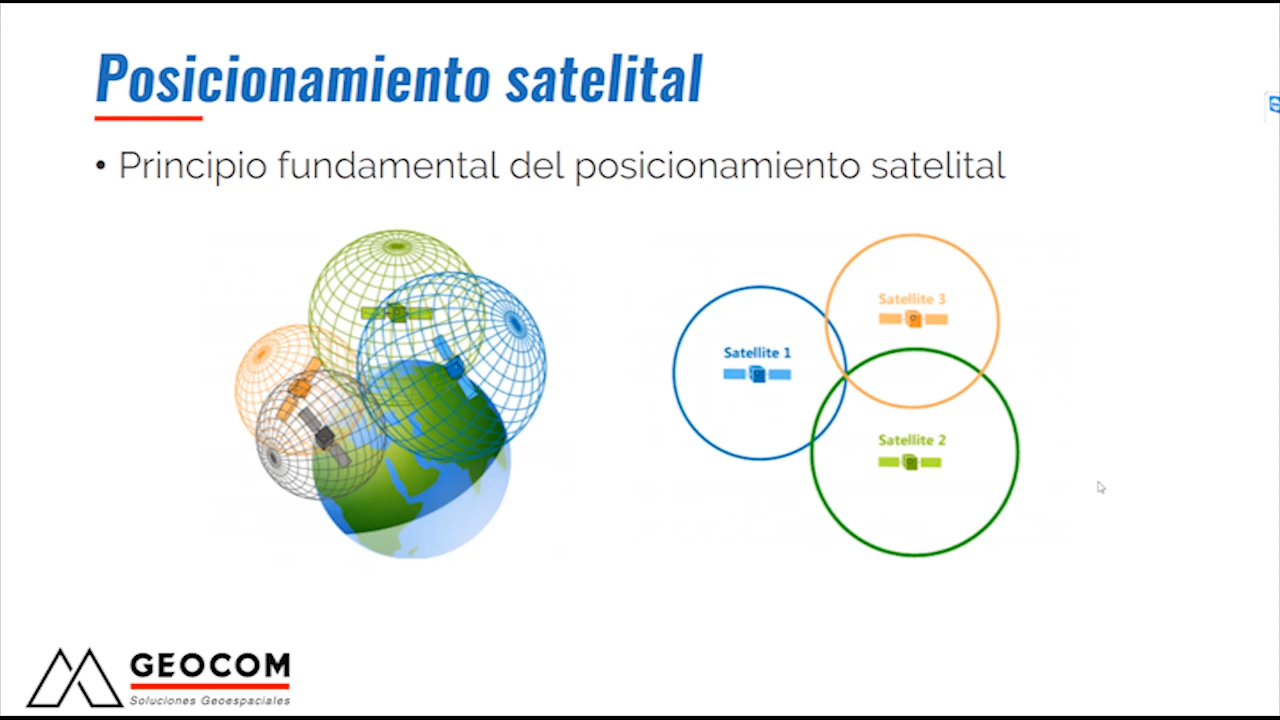 Posicionamiento satelital
• Principio fundamental del posicionamiento satelital
Satellite 3
Satellite 1
Satellite 2
GEOCOM
Soluciones Geoespaciales